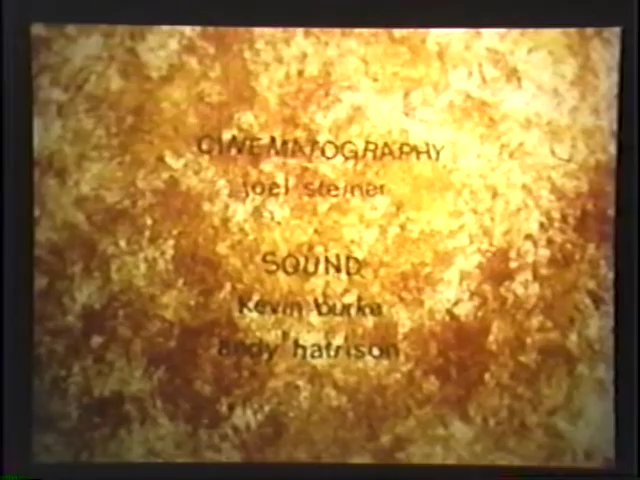 CINEMATOGRAPHY
joel steiner
SOUND
Kevin burke
andy harrison